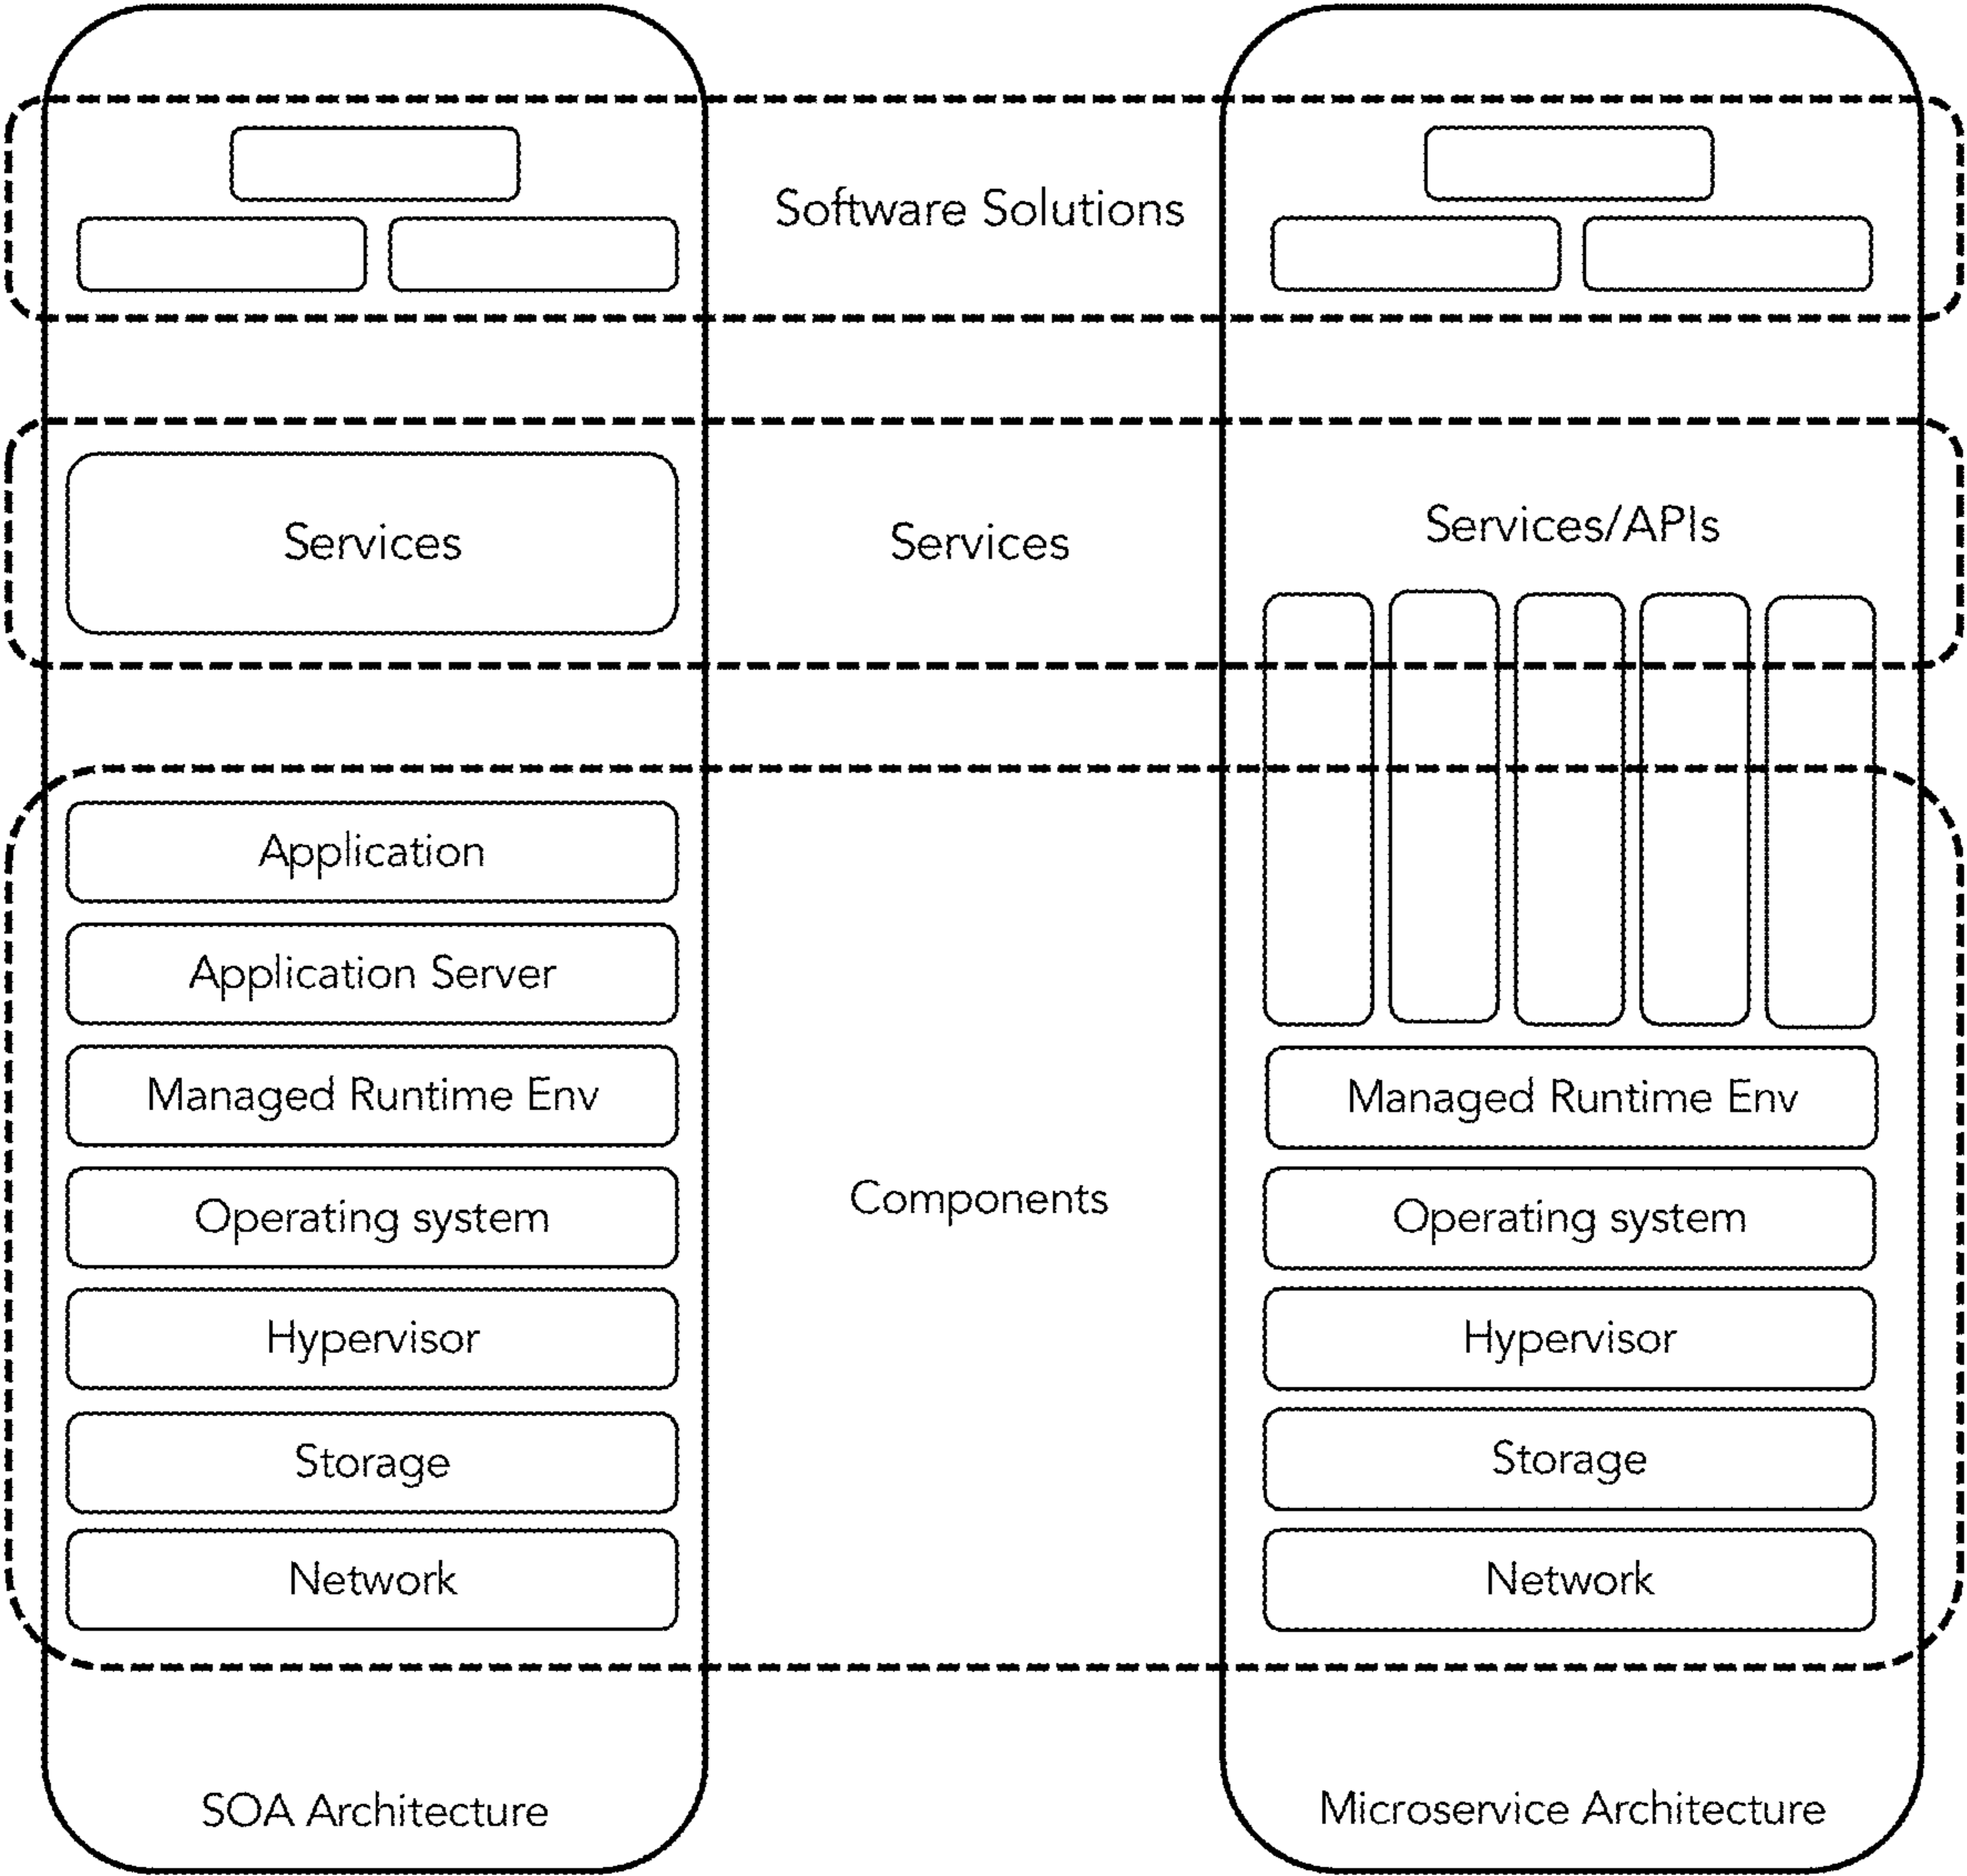 Software Solutions
Services
Services
Services/APIs
Application
Application Server
Managed Runtime Env
Operating system
Hypervisor
Storage
Network
Components
Managed Runtime Env
Operating system
Hypervisor
Storage
Network
SOA Architecture
Microservice Architecture